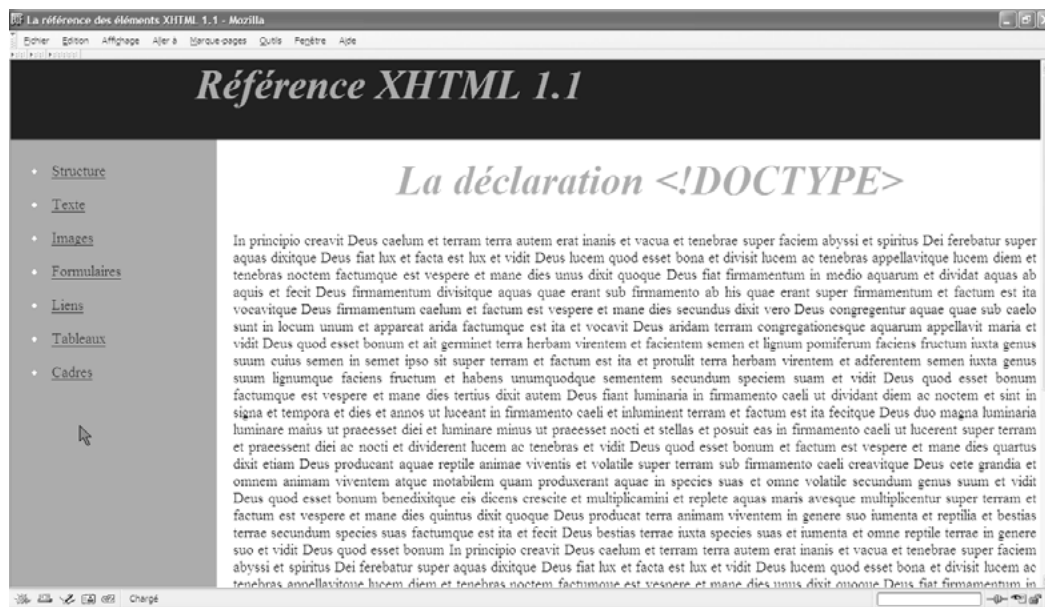 La référence des éléments XHTML 1.1 - Mozilla
Fichier Edition Affichage Aller à Marque-pages Outils Fenêtre Aide
Référence XHTML 1.1
La déclaration <!DOCTYPE>
Structure
Texte
Images
Formulaires
Liens
Tableaux
Cadres
In principio creavit Deus caelum et terram terra autem erat inanis et vacua et tenebrae super faciem abyssi et spiritus Dei ferebatur super
aquas dixitque Deus fiat lux et facta est lux et vidit Deus lucem quod esset bona et divisit lucem ac tenebras appellavitque lucem diem et
tenebras noctem factumque est vespere et mane dies unus dixit quoque Deus fiat firmamentum in medio aquarum et dividat aquas ab
aquis et fecit Deus firmamentum divisitque aquas quae erant sub firmamento ab his quae erant super firmamentum et factum est ita
vocavitque Deus firmamentum caelum et factum est vespere et mane dies secundus dixit vero Deus congregentur aquae quae sub caelo
sunt in locum unum et appareat arida factumque est ita et vocavit Deus aridam terram congregationesque aquarum appellavit maria et
vidit Deus quod esset bonum et ait germinet terra herbam virentem et facientem semen et lignum pomiferum faciens fructum iuxta genus
suum cuius semen in semet ipso sit super terram et factum est ita et protulit terra herbam virentem et adferentem semen iuxta genus
suum lignumque faciens fructum et habens unumquodque sementem secundum speciem suam et vidit Deus quod esset bonum
factumque est vespere et mane dies tertius dixit autem Deus fiant luminaria in firmamento caeli ut dividant diem ac noctem et sint in
signa et tempora et dies et annos ut luceant in firmamento caeli et inluminent terram et factum est ita fecitque Deus duo magna luminaria
luminare maius ut praeesset diei et luminare minus ut praeesset nocti et stellas et posuit eas in firmamento caeli ut lucerent super terram
et praeessent diei ac nocti et dividerent lucem ac tenebras et vidit Deus quod esset bonum et factum est vespere et mane dies quartus
dixit etiam Deus producant aquae reptile animae viventis et volatile super terram sub firmamento caeli creavitque Deus cete grandia et
omnem animam viventem atque motabilem quam produxerant aquae in species suas et omne volatile secundum genus suum et vidit
Deus quod esset bonum benedixitque eis dicens crescite et multiplicamini et replete aquas maris avesque multiplicentur super terram et
factum est vespere et mane dies quintus dixit quoque Deus producat terra animam viventem in genere suo iumenta et reptilia et bestias
terrae secundum species suas factumque est ita et fecit Deus bestias terrae iuxta species suas et iumenta et omne reptile terrae in genere
suo et vidit Deus quod esset bonum In principio creavit Deus caelum et terram terra autem erat inanis et vacua et tenebrae super faciem
abyssi et spiritus Dei ferebatur super aquas dixitque Deus fiat lux et facta est lux et vidit Deus lucem quod esset bona et divisit lucem ac
tenebras appellavitque lucem diem et tenebras noctem factumque est vespere et mane dies unus dixit quoque Deus fiat firmamentum in
Chargé